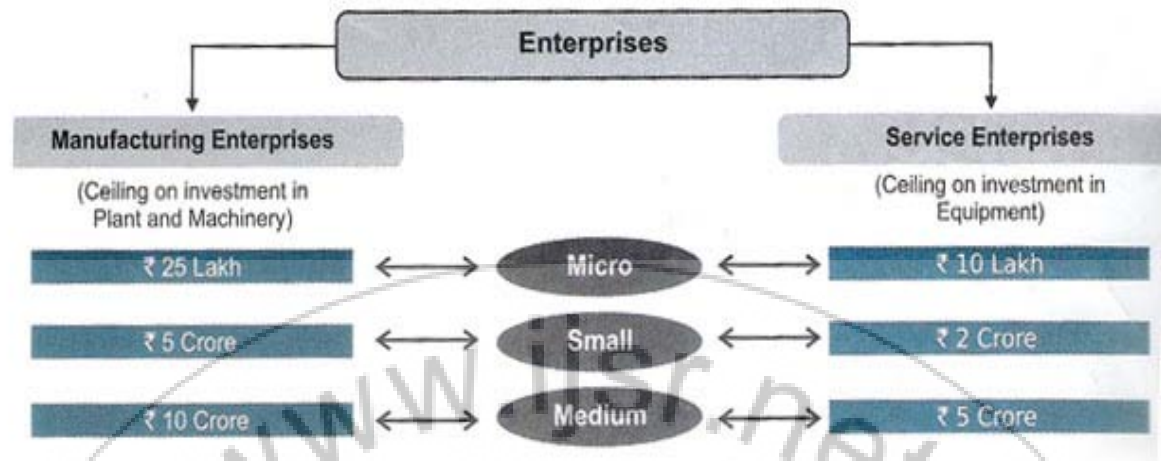 Enterprises
Manufacturing Enterprises
Service Enterprises
(Ceiling on investment in
Plant and Machinery)
(Ceiling on investment in
Equipment)
₹ 25 Lakh
Micro
₹ 10 Lakh
₹ 5 Crore
Small
₹ 2 Crore
₹ 10 Crore
Medium
₹ 5 Crore
www.ijsr.net